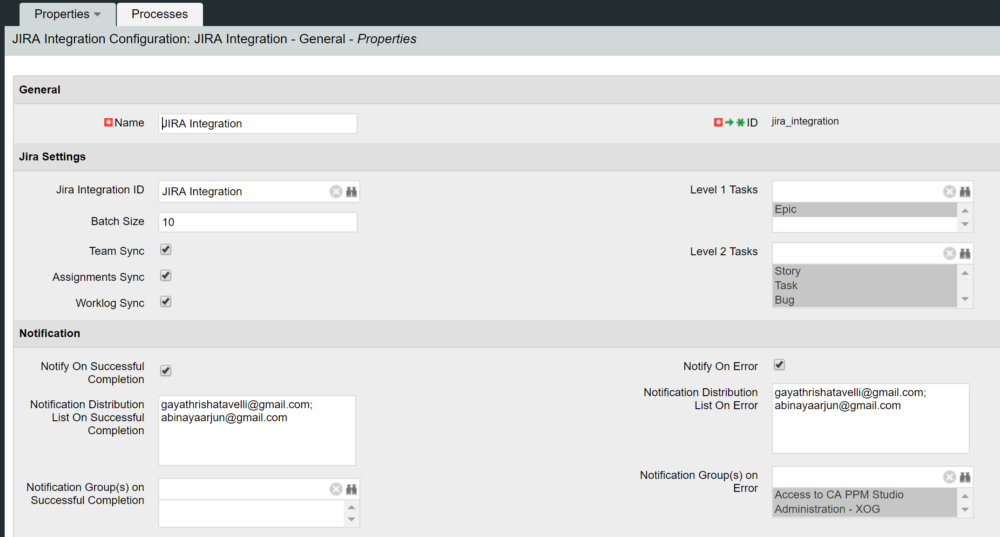 Properties
Processes
JIRA Integration Configuration: JIRA Integration - General - Properties
General
Name
JIRA Integration
ID
jira_integration
Jira Settings
Jira Integration ID
JIRA Integration
Batch Size
10
Team Sync
Assignments Sync
Worklog Sync
Level 1 Tasks
Epic
Level 2 Tasks
Story
Task
Bug
Notification
Notify On Successful
Completion
Notification Distribution
List On Successful
Completion
gayathrishatavelli@gmail.com;
abinayaarjun@gmail.com
Notification Group(s) on
Successful Completion
Notify On Error
Notification Distribution
List On Error
gayathrishatavelli@gmail.com;
abinayaarjun@gmail.com
Notification Group(s) on
Error
Access to CA PPM Studio
Administration - XOG